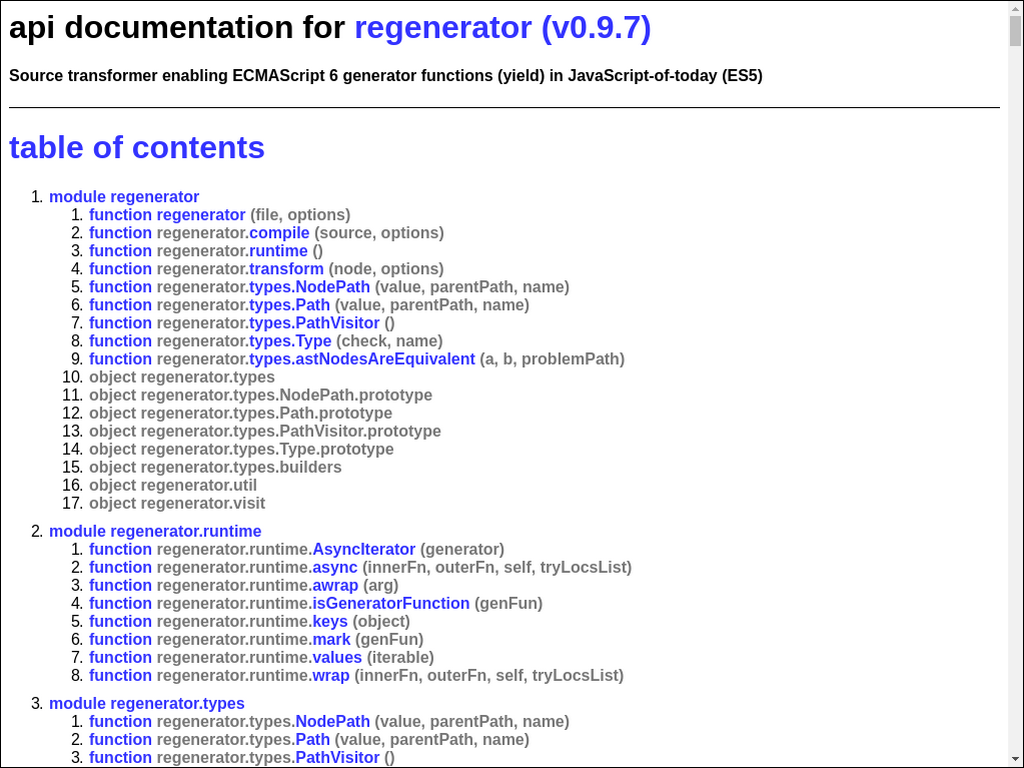 api documentation for regenerator (v0.9.7)
Source transformer enabling ECMAScript 6 generator functions (yield) in JavaScript-of-today (ES5)
table of contents
1. module regenerator
1. function regenerator (file, options)
2. function regenerator.compile (source, options)
3. function regenerator.runtime ()
4. function regenerator.transform (node, options)
5. function regenerator.types.NodePath (value, parentPath, name)
6. function regenerator.types.Path (value, parentPath, name)
7. function regenerator.types.PathVisitor ()
8. function regenerator.types.Type (check, name)
9. function regenerator.types.astNodesAreEquivalent (a, b, problemPath)
10. object regenerator.types
11. object regenerator.types.NodePath.prototype
12. object regenerator.types.Path.prototype
13. object regenerator.types.PathVisitor.prototype
14. object regenerator.types.Type.prototype
15. object regenerator.types.builders
16. object regenerator.util
17. object regenerator.visit
2. module regenerator.runtime
1. function regenerator.runtime.AsyncIterator (generator)
2. function regenerator.runtime.async (innerFn, outerFn, self, tryLocsList)
3. function regenerator.runtime.awrap (arg)
4. function regenerator.runtime.isGeneratorFunction (genFun)
5. function regenerator.runtime.keys (object)
6. function regenerator.runtime.mark (genFun)
7. function regenerator.runtime.values (iterable)
8. function regenerator.runtime.wrap (innerFn, outerFn, self, tryLocsList)
3. module regenerator.types
1. function regenerator.types.NodePath (value, parentPath, name)
2. function regenerator.types.Path (value, parentPath, name)
3. function regenerator.types.PathVisitor ()